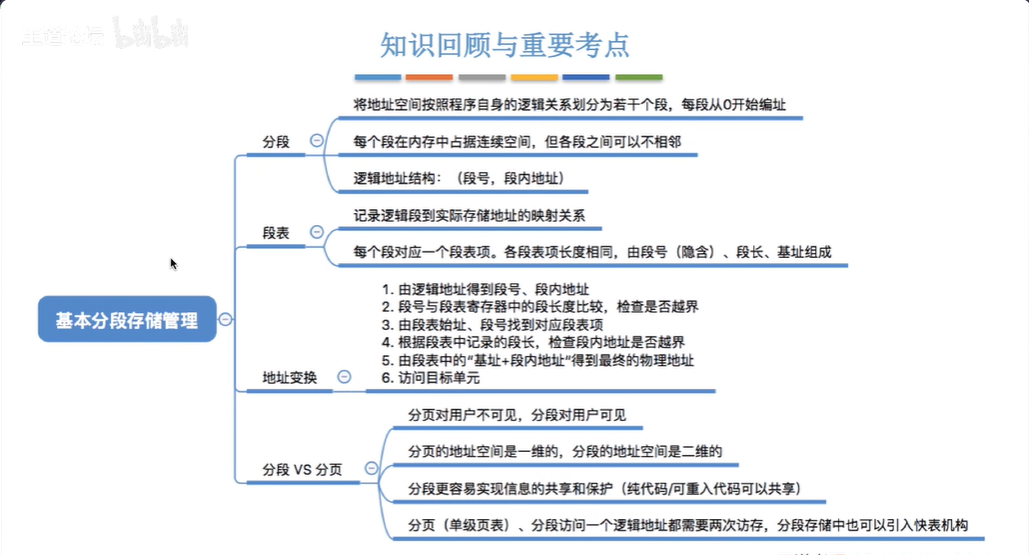 知识回顾与重要考点
将地址空间按照程序自身的逻辑关系划分为若干个段，每段从0开始编址
分段
每个段在内存中占据连续空间，但各段之间可以不相邻
逻辑地址结构：（段号，段内地址）
记录逻辑段到实际存储地址的映射关系
段表
每个段对应一个段表项。各段表项长度相同，由段号（隐含）、段长、基址组成
基本分段存储管理
1. 由逻辑地址得到段号、段内地址
2. 段号与段表寄存器中的段长度比较，检查是否越界
3. 由段表始址、段号找到对应段表项
4. 根据段表中记录的段长，检查段内地址是否越界
5. 由段表中的“基址+段内地址”得到最终的物理地址
6. 访问目标单元
地址变换
分页对用户不可见，分段对用户可见
分页的地址空间是一维的，分段的地址空间是二维的
分段 VS 分页
分段更容易实现信息的共享和保护（纯代码/可重入代码可以共享）
分页（单级页表）、分段访问一个逻辑地址都需要两次访存，分段存储中也可以引入快表机构